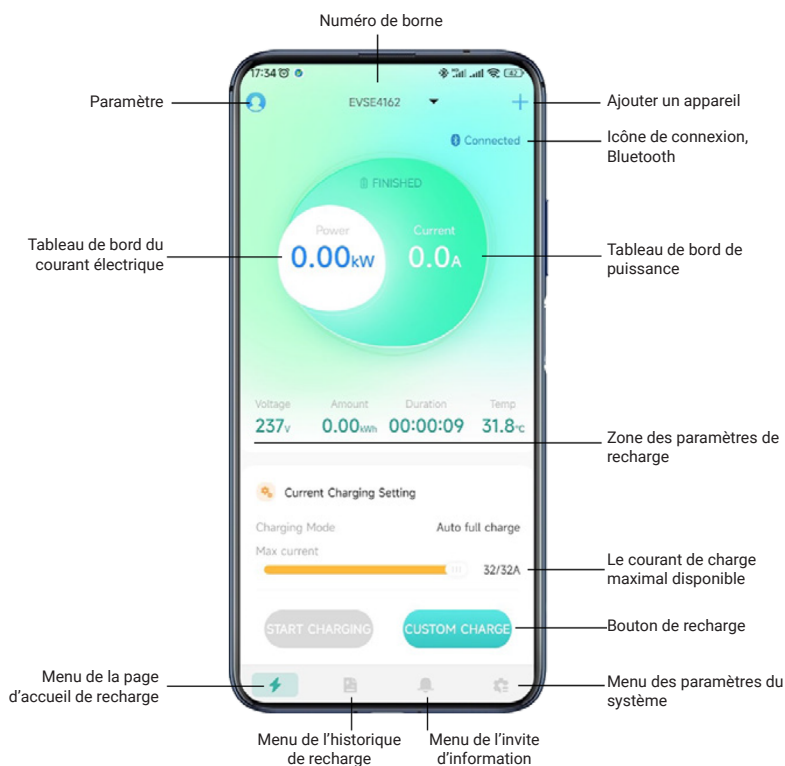 Numéro de borne
17:34
42
Paramètre
EVSE4162
Ajouter un appareil
Connected
Icône de connexion,
Bluetooth
FINISHED
Power
Current
0.00kW
0.0A
Tableau de bord du
courant électrique
Tableau de bord de
puissance
Voltage Amount Duration Temp
237V 0.00kWh 00:00:09 31.8°C
Zone des paramètres de
recharge
Current Charging Setting
Charging Mode Auto full charge
Max current
32/32A
Le courant de charge
maximal disponible
START CHARGING CUSTOM CHARGE
Bouton de recharge
Menu de la page
d'accueil de recharge
Menu des paramètres du
système
Menu de l'historique
de recharge
Menu de l'invite
d'information